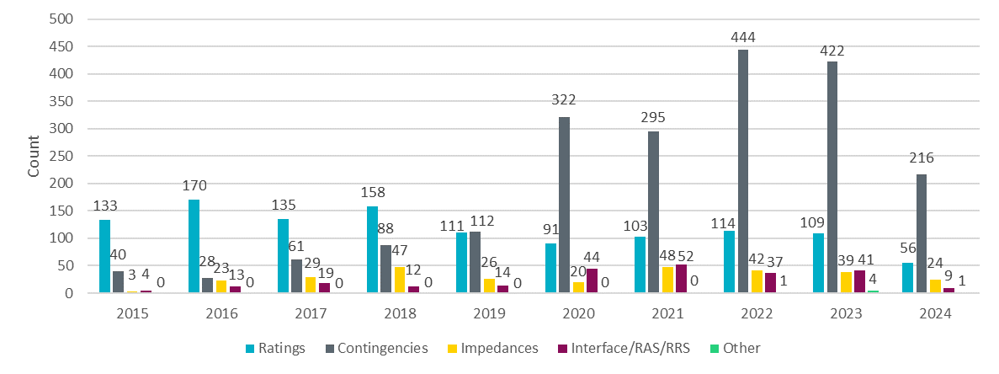 500
450
400
350
300
250
200
150
100
50
0
Count
133 40 3 4 0
170 28 23 13 0
135 61 29 19 0
158 88 47 12 0
111 112 26 14 0
91 322 20 44 0
103 295 48 52 0
114 444 42 37 1
109 422 39 41 4
56 216 24 9 1
2015 2016 2017 2018 2019 2020 2021 2022 2023 2024
Ratings Contingencies Impedances Interface/RAS/RRS Other